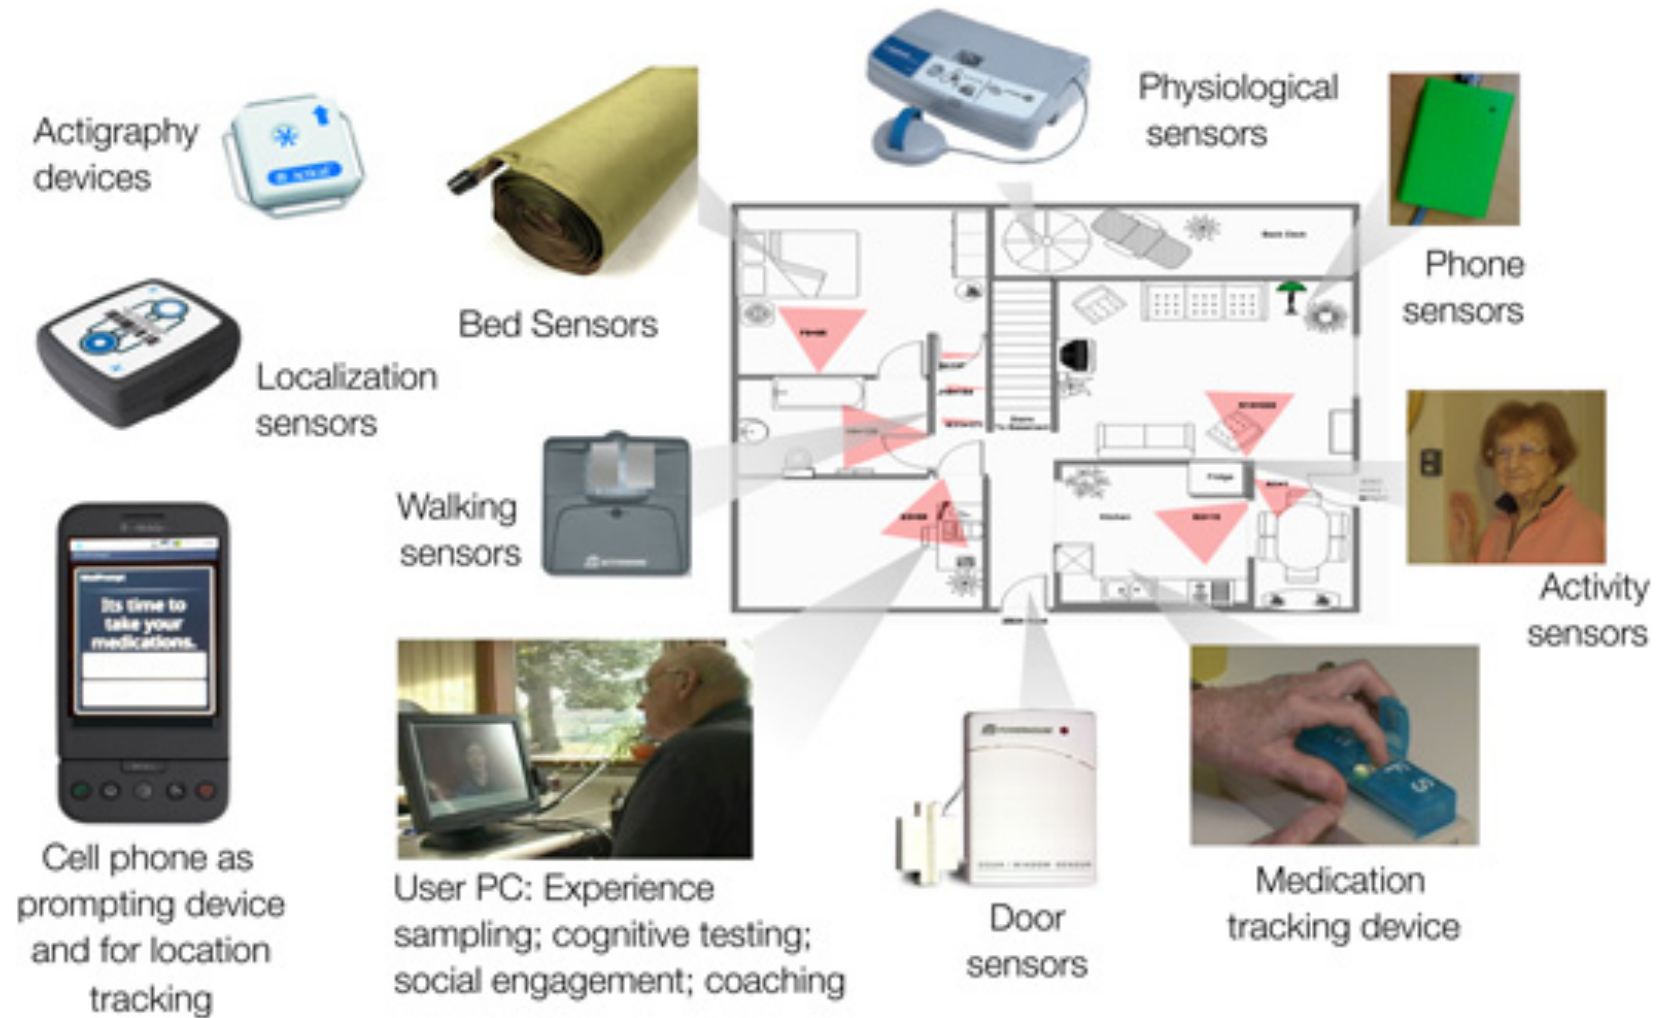 Actigraphy
devices
Bed Sensors
Physiological
sensors
Phone
sensors
Localization
sensors
Walking
sensors
Activity
sensors
Its time to
take your
medications.
Fridge
Kitchen
Cell phone as
prompting device
and for location
tracking
User PC: Experience
sampling; cognitive testing;
social engagement; coaching
Door
sensors
Medication
tracking device
S